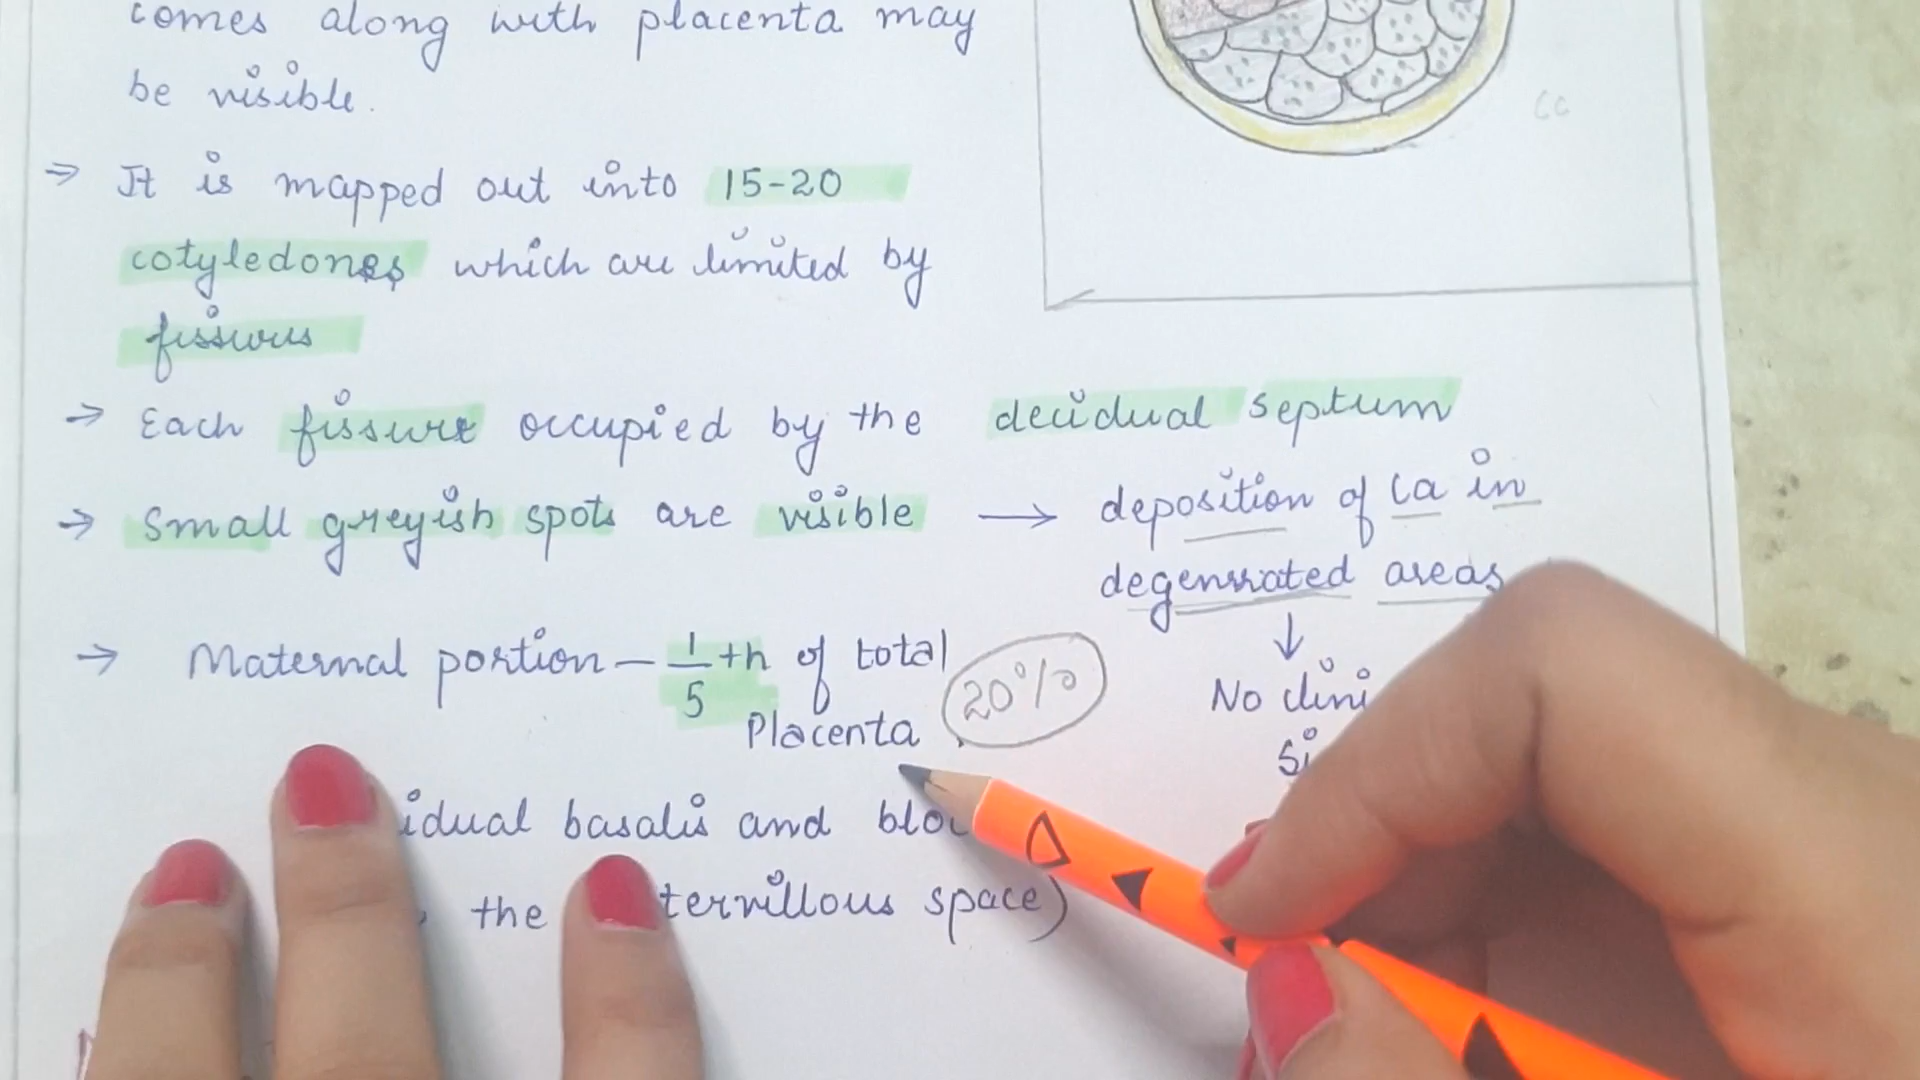 comes along with placenta may
be visible.
→ It is mapped out into 15-20
cotyledones which are limited by
fissures
→ Each fissure occupied by the decidual septum
→ Small greyish spots are visible → deposition of Ca in
degenrated areas
↓
→ Maternal portion – 1/5 th of total
Placenta. 20%
No
basalis and
the space)